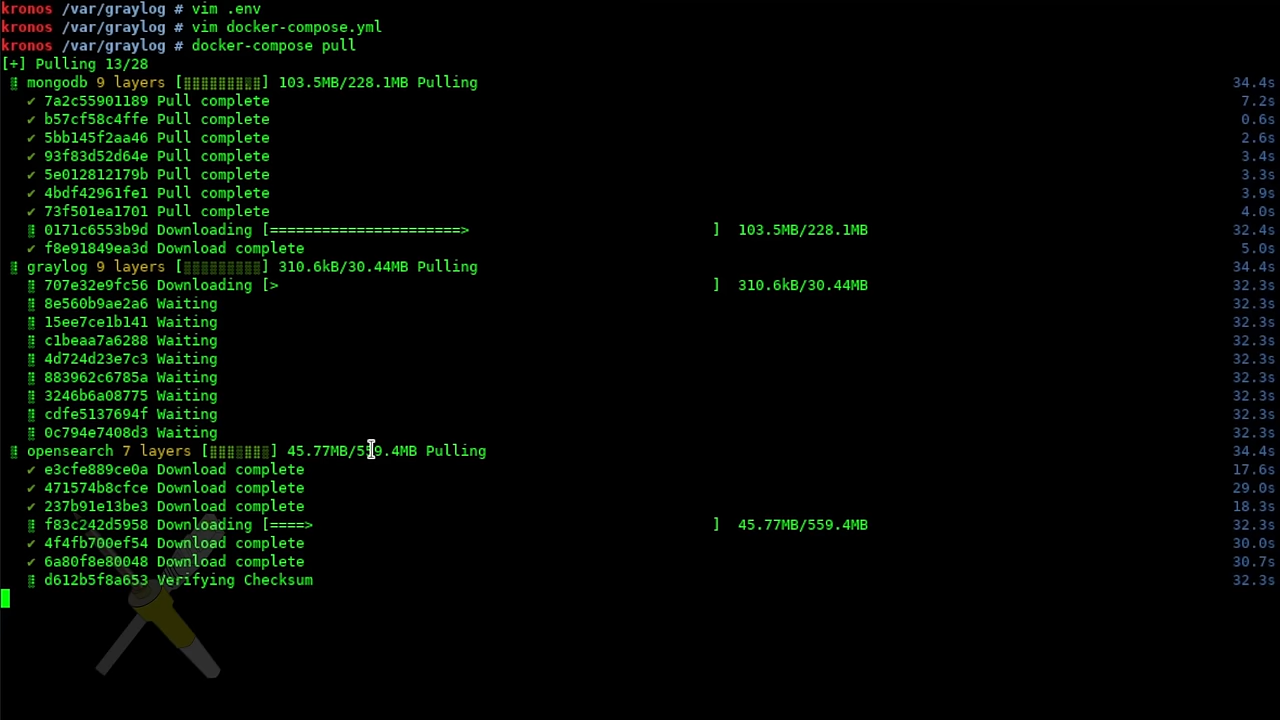 kronos /var/graylog # vim .env
kronos /var/graylog # vim docker-compose.yml
kronos /var/graylog # docker-compose pull
[+] Pulling 13/28
⣿ mongodb 9 layers [⣿⣿⣿⣿⣿⣿⣿⣿⣿] 103.5MB/228.1MB Pulling 34.4s
✔ 7a2c55901189 Pull complete 7.2s
✔ b57cf58c4ffe Pull complete 0.6s
✔ 5bb145f2aa46 Pull complete 2.6s
✔ 93f83d52d64e Pull complete 3.4s
✔ 5e012812179b Pull complete 3.3s
✔ 4bdf42961fe1 Pull complete 3.9s
✔ 73f501ea1701 Pull complete 4.0s
⣿ 0171c6553b9d Downloading [======================> ] 103.5MB/228.1MB 32.4s
✔ f8e91849ea3d Download complete 5.0s
⣿ graylog 9 layers [⣿⣿⣿⣿⣿⣿⣿⣿⣿] 310.6kB/30.44MB Pulling 34.4s
⣿ 707e32e9fc56 Downloading [> ] 310.6kB/30.44MB 32.3s
⣿ 8e560b9ae2a6 Waiting 32.3s
⣿ 15ee7ce1b141 Waiting 32.3s
⣿ c1beaa7a6288 Waiting 32.3s
⣿ 4d724d23e7c3 Waiting 32.3s
⣿ 883962c6785a Waiting 32.3s
⣿ 3246b6a08775 Waiting 32.3s
⣿ cdfe5137694f Waiting 32.3s
⣿ 0c794e7408d3 Waiting 32.3s
⣿ opensearch 7 layers [⣿⣿⣿⣿⣿⣿⣿] 45.77MB/559.4MB Pulling 34.4s
✔ e3cfe889ce0a Download complete 17.6s
✔ 471574b8cfce Download complete 29.0s
✔ 237b91e13be3 Download complete 18.3s
⣿ f83c242d5958 Downloading [====> ] 45.77MB/559.4MB 32.3s
✔ 4f4fb700ef54 Download complete 30.0s
✔ 6a80f8e80048 Download complete 30.7s
⣿ d612b5f8a653 Verifying Checksum 32.3s